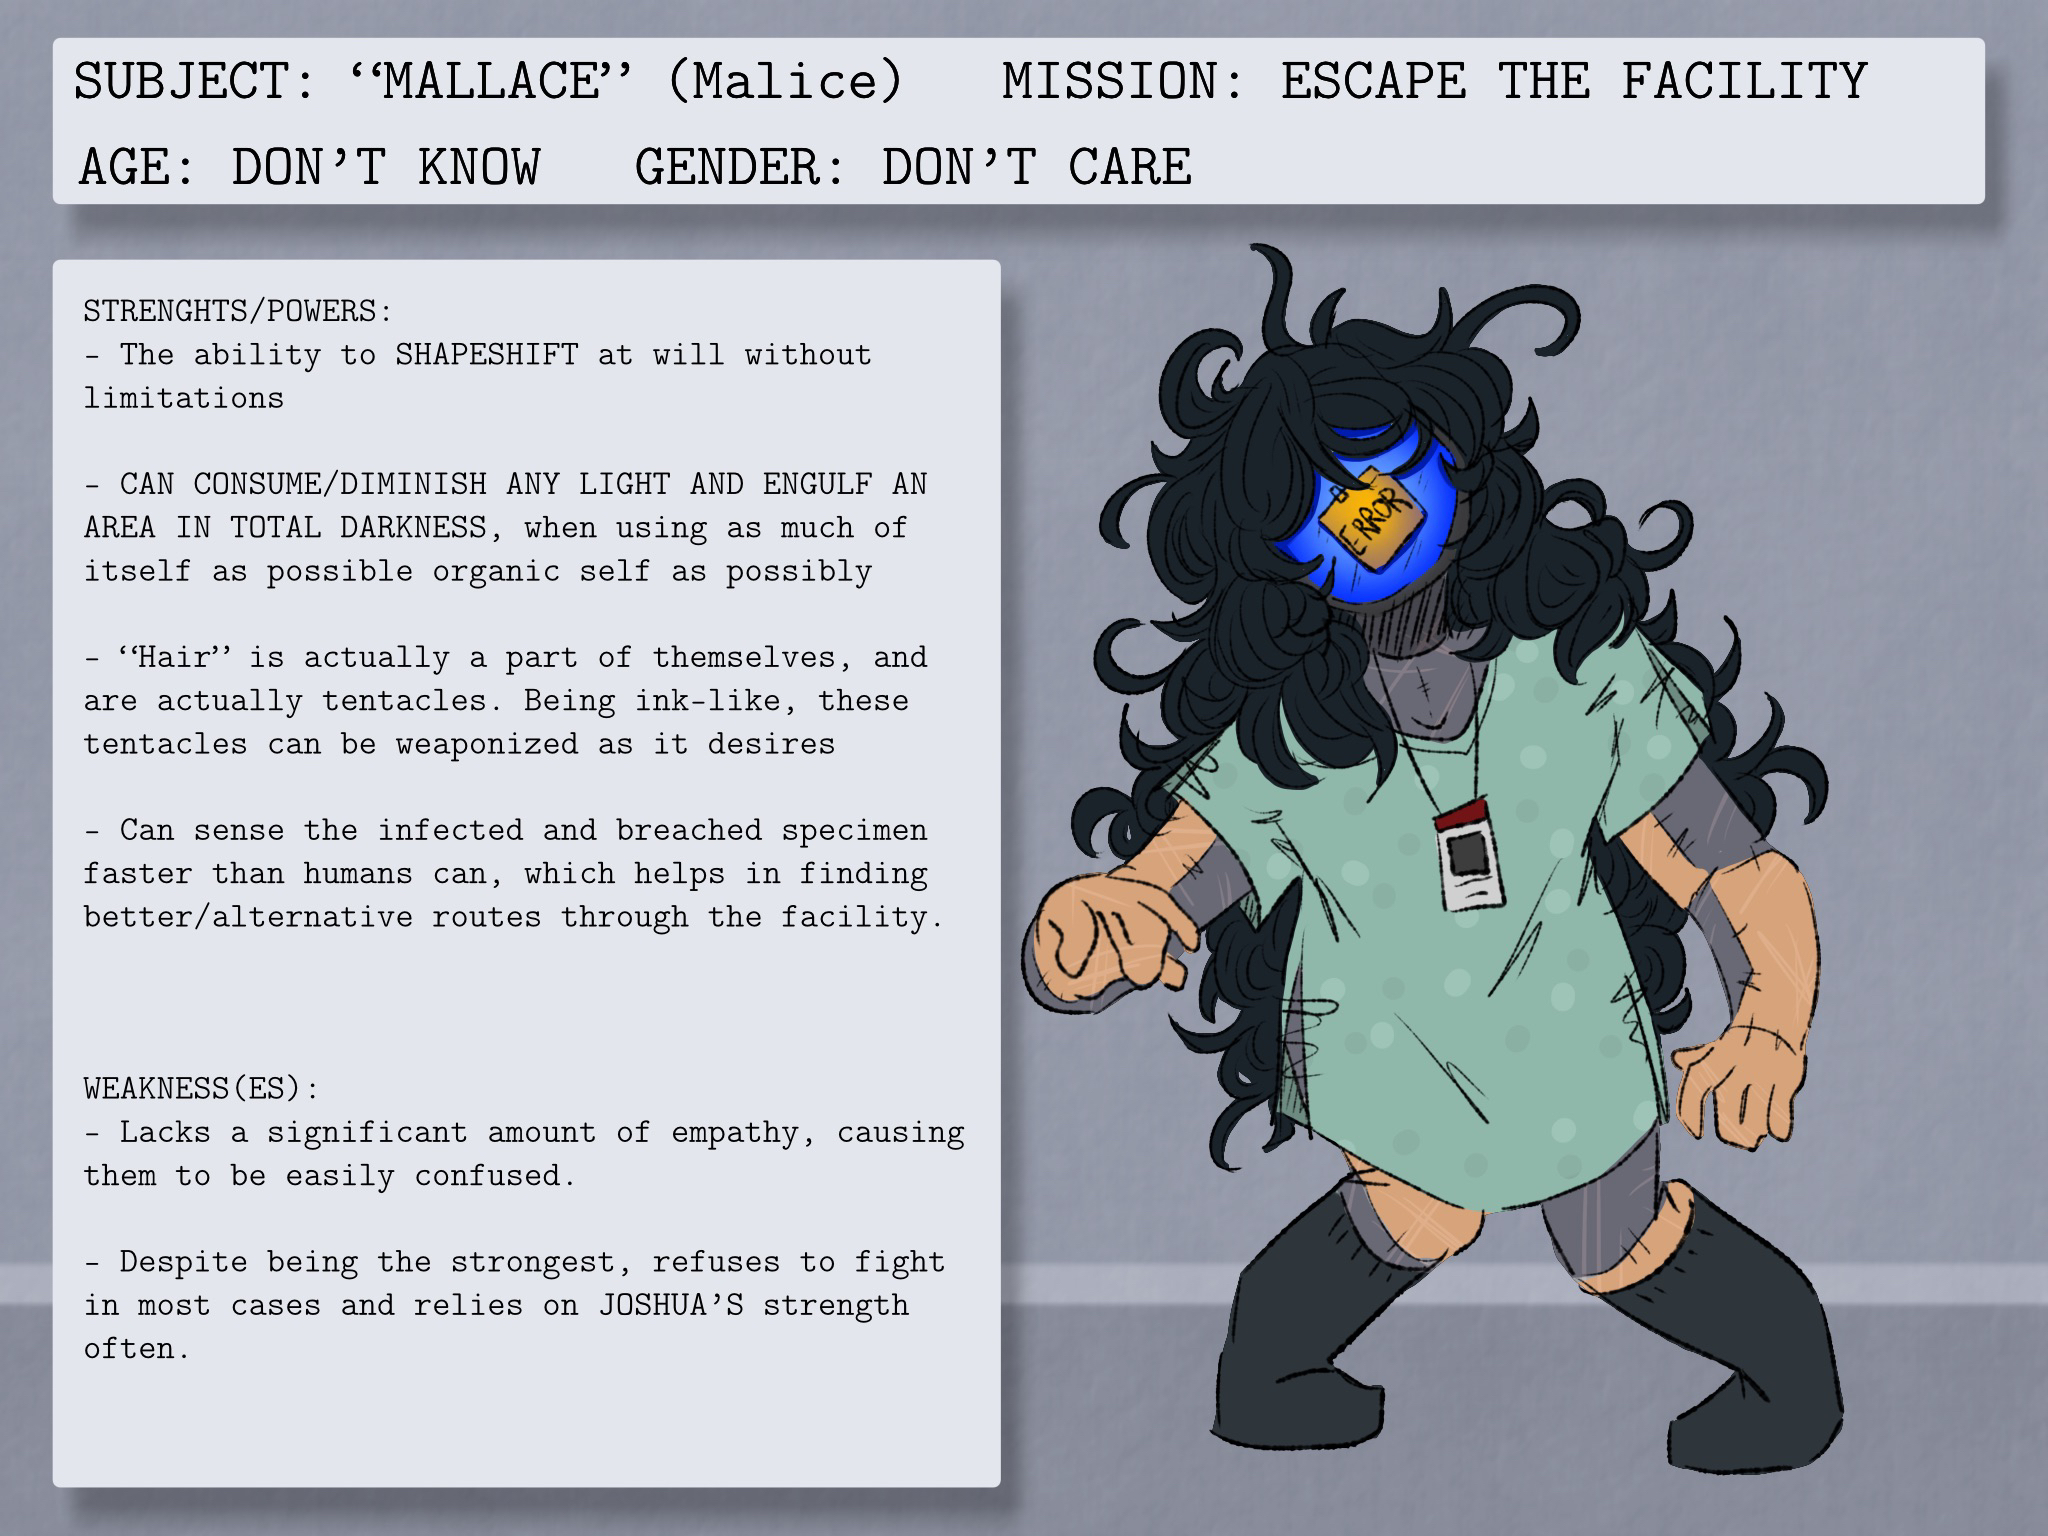 SUBJECT: “MALLACE” (Malice)   MISSION: ESCAPE THE FACILITY
AGE: DON’T KNOW   GENDER: DON’T CARE
STRENGHTS/POWERS:
- The ability to SHAPESHIFT at will without
limitations
- CAN CONSUME/DIMINISH ANY LIGHT AND ENGULF AN
AREA IN TOTAL DARKNESS, when using as much of
itself as possible organic self as possibly
- “Hair” is actually a part of themselves, and
are actually tentacles. Being ink-like, these
tentacles can be weaponized as it desires
- Can sense the infected and breached specimen
faster than humans can, which helps in finding
better/alternative routes through the facility.
WEAKNESS(ES):
- Lacks a significant amount of empathy, causing
them to be easily confused.
- Despite being the strongest, refuses to fight
in most cases and relies on JOSHUA’S strength
often.
ERROR